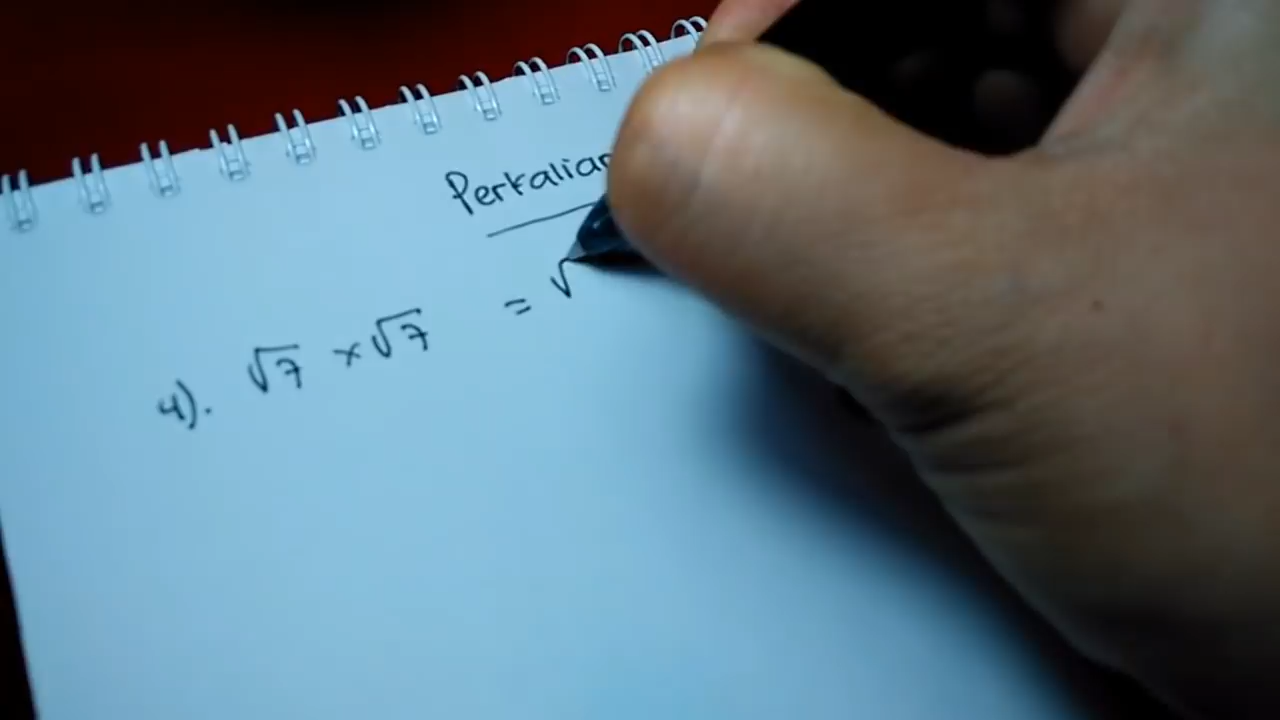 Perkalian
4). √7 × √7 = √